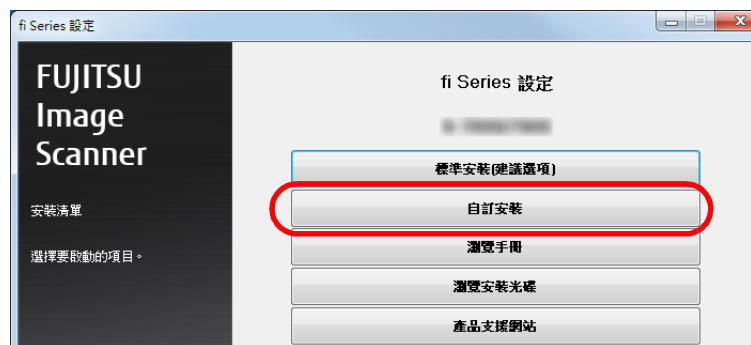 fi Series 設定
FUJITSU
Image
Scanner
安裝清單
選擇要啟動的項目。
fi Series 設定
標準安裝(建議選項)
自訂安裝
瀏覽手冊
瀏覽安裝光碟
產品支援網站